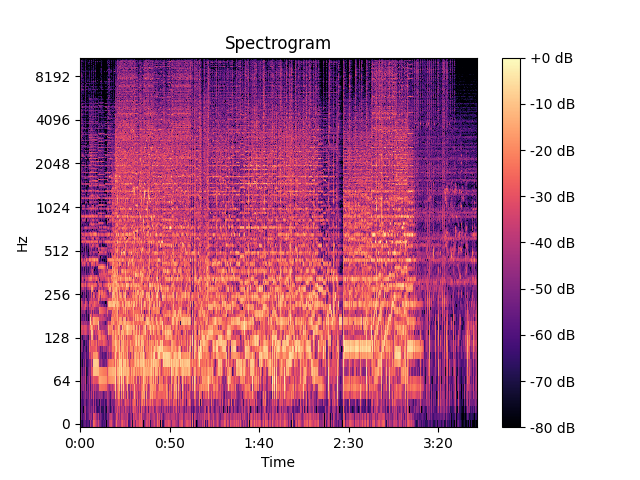 Spectrogram
8192
4096
2048
1024
512
256
128
64
0
Hz
0:00
0:50
1:40
2:30
3:20
Time
+0 dB
-10 dB
-20 dB
-30 dB
-40 dB
-50 dB
-60 dB
-70 dB
-80 dB